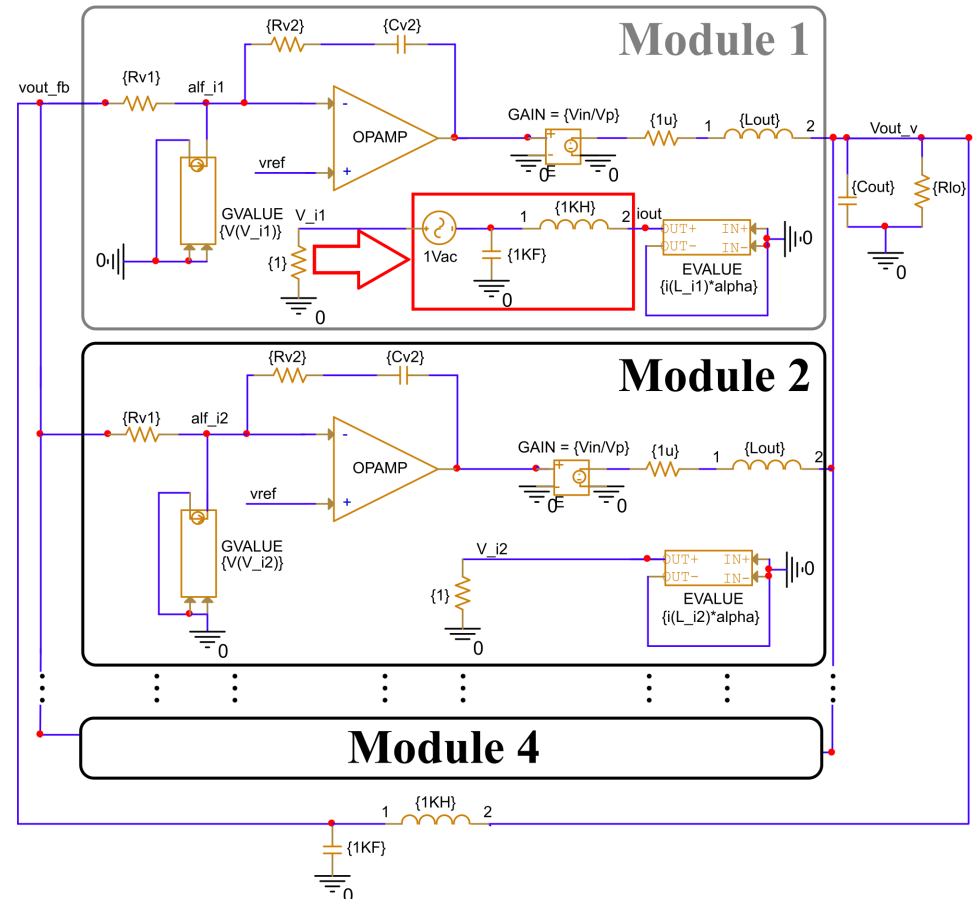 Module 1
{Rv2}
{Cv2}
vout_fb
{Rv1}
alf_i1
-
OPAMP
+
vref
GAIN = {Vin/Vp}
+
-
E
0
0
{1u}
1
{Lout}
2
Vout_v
{Cout}
{Rlo}
0
GVALUE
{V(V_i1)}
0
V_i1
{1}
0
1Vac
{1KF}
0
1
{1KH}
2
iout
OUT+
OUT-
IN+
IN-
0
EVALUE
{i(L_i1)*alpha}
Module 2
{Rv2}
{Cv2}
{Rv1}
alf_i2
-
OPAMP
+
vref
GAIN = {Vin/Vp}
+
-
E
0
0
{1u}
1
{Lout}
2
GVALUE
{V(V_i2)}
0
V_i2
{1}
0
OUT+
OUT-
IN+
IN-
0
EVALUE
{i(L_i2)*alpha}
Module 4
1
{1KH}
2
{1KF}
0